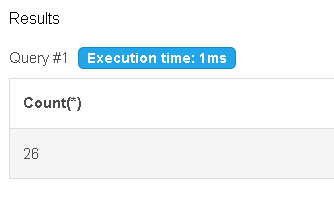 Results
Query #1 Execution time: 1ms
Count(*)
26